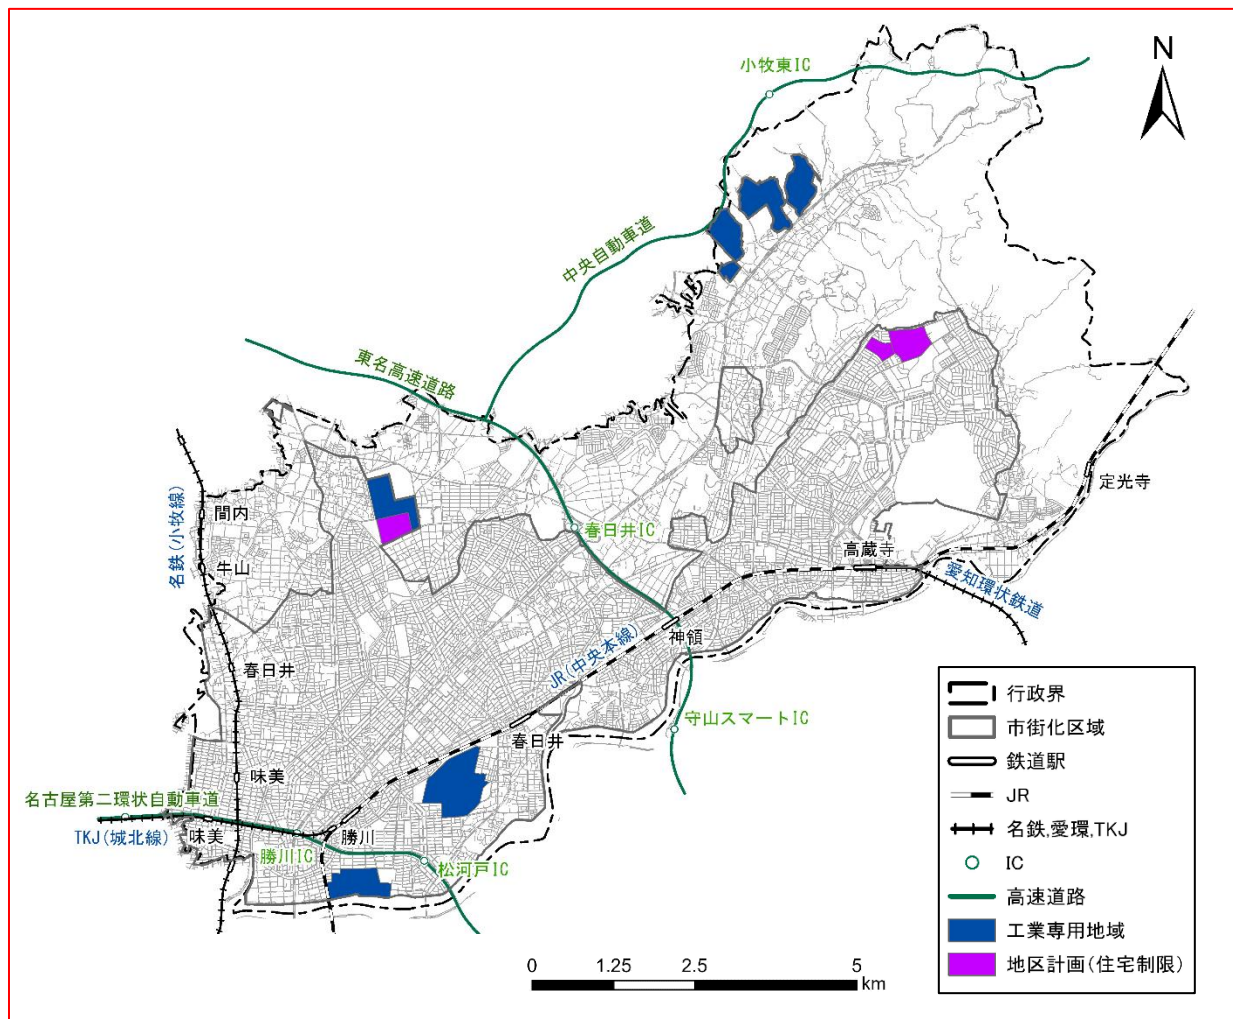 小牧東IC
N
中央自動車道
東名高速道路
名鉄(小牧線)
間内
牛山
春日井IC
定光寺
高蔵寺
愛知環状鉄道
JR(中央本線)
神領
春日井
守山スマートIC
春日井
味美
名古屋第二環状自動車道
TKJ(城北線)
味美
勝川
勝川IC
松河戸IC
行政界
市街化区域
鉄道駅
JR
名鉄,愛環,TKJ
IC
高速道路
工業専用地域
地区計画(住宅制限)
0 1.25 2.5 5
km